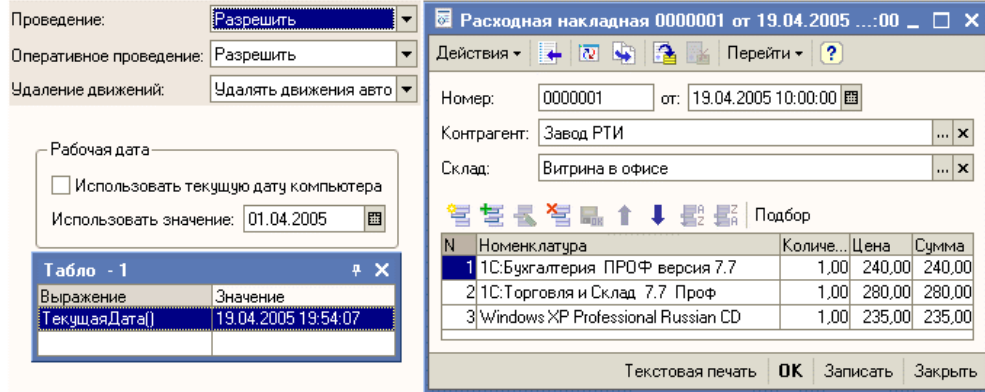 Проведение: Разрешить
Оперативное проведение: Разрешить
Удаление движений: Удалять движения авто
Рабочая дата
Использовать текущую дату компьютера
Использовать значение: 01.04.2005
Табло - 1
Выражение Значение
ТекущаяДата() 19.04.2005 19:54:07
Расходная накладная 0000001 от 19.04.2005 ...:00
Действия Перейти ?
Номер: 0000001 от: 19.04.2005 10:00:00
Контрагент: Завод РТИ ...
Склад: Витрина в офисе ...
Подбор
N Номенклатура Количе... Цена Сумма
1 1С:Бухгалтерия ПРОФ версия 7.7 1,00 240,00 240,00
2 1С:Торговля и Склад 7.7 Проф 1,00 280,00 280,00
3 Windows XP Professional Russian CD 1,00 235,00 235,00
Текстовая печать OK Записать Закрыть